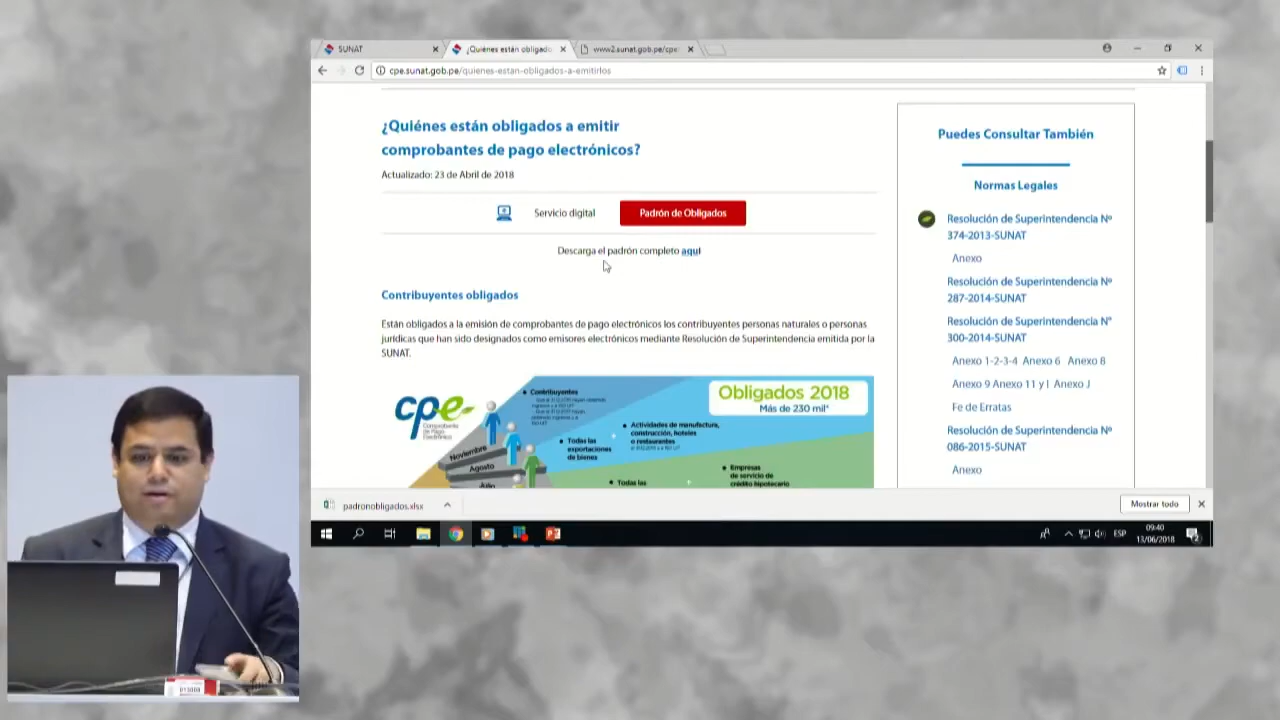 SUNAT
¿Quiénes están obligado
www2.sunat.gob.pe/cpe
cpe.sunat.gob.pe/quienes-estan-obligados-a-emitirlos
¿Quiénes están obligados a emitir
comprobantes de pago electrónicos?
Actualizado: 23 de Abril de 2018
Servicio digital
Padrón de Obligados
Descarga el padrón completo aquí
Contribuyentes obligados
Están obligados a la emisión de comprobantes de pago electrónicos los contribuyentes personas naturales o personas
jurídicas que han sido designados como emisores electrónicos mediante Resolución de Superintendencia emitida por la
SUNAT.
cpe-
Comprobante
de Pago
Electrónico
Obligados 2018
Más de 230 mil*
Contribuyentes
Actividades de manufactura,
construcción, hoteles
o restaurantes
Todas las
exportaciones
de bienes
Noviembre
Agosto
Julio
Todas las
Empresas
de servicio de
crédito hipotecario
Puedes Consultar También
Normas Legales
Resolución de Superintendencia Nº
374-2013-SUNAT
Anexo
Resolución de Superintendencia Nº
287-2014-SUNAT
Resolución de Superintendencia N°
300-2014-SUNAT
Anexo 1-2-3-4 Anexo 6 Anexo 8
Anexo 9 Anexo 11 y I Anexo J
Fe de Erratas
Resolución de Superintendencia Nº
086-2015-SUNAT
Anexo
padronobligados.xlsx
Mostrar todo
ESP
09:40
13/06/2018